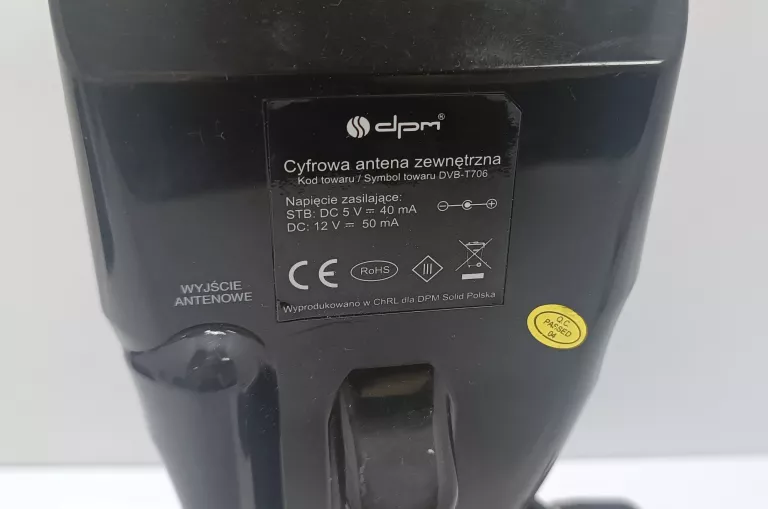 dpm®
Cyfrowa antena zewnętrzna
Kod towaru / Symbol towaru DVB-T706
Napięcie zasilające:
STB: DC 5 V ⎓ 40 mA
DC: 12 V ⎓ 50 mA
CE
RoHS
III
Wyprodukowano w ChRL dla DPM Solid Polska
WYJŚCIE
ANTENOWE
Q.C.
PASSED
04